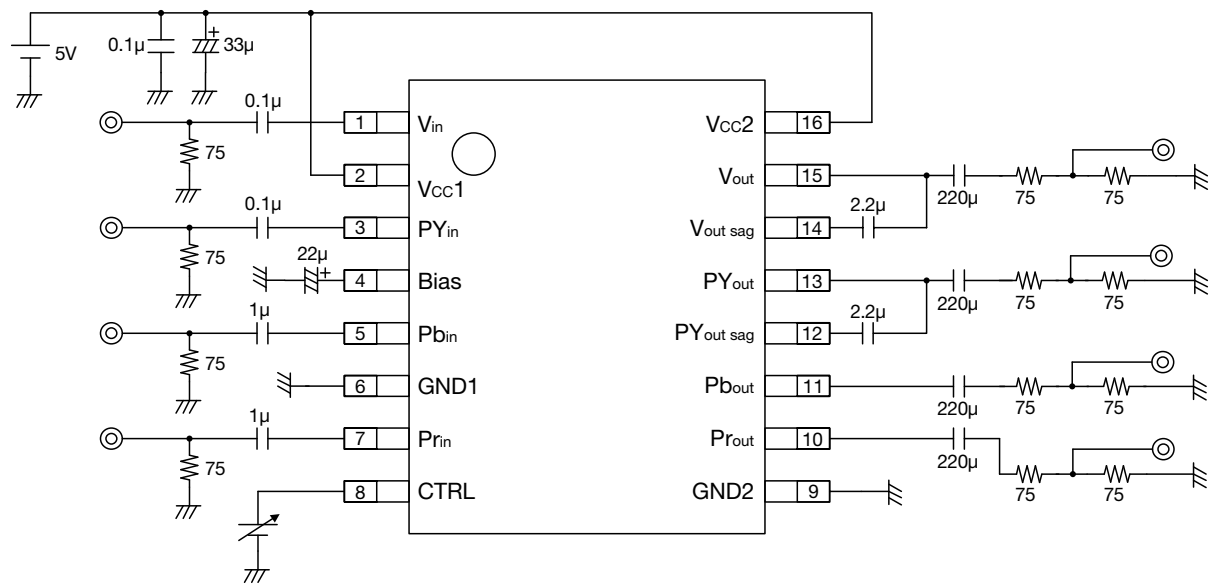 5V
0.1μ
+
33μ
0.1μ
75
1
Vin
2
VCC1
0.1μ
75
3
PYin
22μ
+
4
Bias
1μ
75
5
Pbin
6
GND1
1μ
75
7
Prin
8
CTRL
VCC2
16
Vout
15
220μ
75
75
2.2μ
Vout sag
14
PYout
13
220μ
75
75
2.2μ
PYout sag
12
Pbout
11
220μ
75
75
Prout
10
220μ
75
75
GND2
9